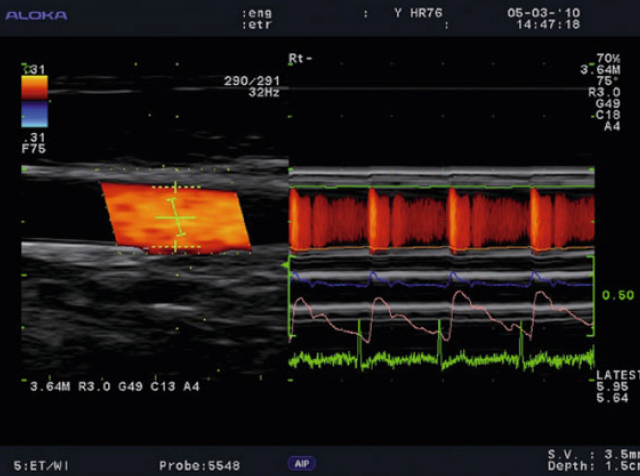 ALOKA
:eng
:etr
: Y HR76
:
05-03-'10
14:47:18
.31
.31
F75
290/291
32Hz
Rt-
70%
3.64M
75°
R3.0
G49
C18
A4
0.50
3.64M R3.0 G49 C13 A4
LATEST
5.95
5.64
5:ET/WI
Probe:5548
AIP
S.V. : 3.5mm
Depth: 1.5cm